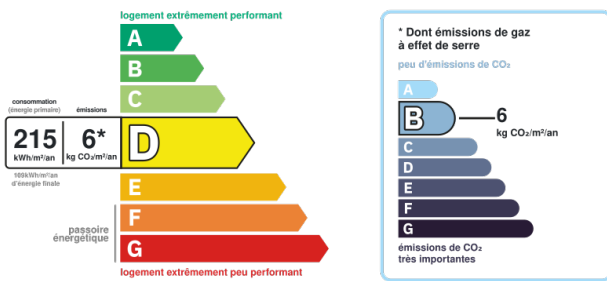 logement extrêmement performant
A
B
consommation
(énergie primaire)
émissions
C
215
kWh/m²/an
6*
kg CO₂/m²/an
D
169kWh/m²/an
d'énergie finale
E
passoire
énergétique
F
G
logement extrêmement peu performant
* Dont émissions de gaz
à effet de serre
peu d'émissions de CO₂
A
B
6
kg CO₂/m²/an
C
D
E
F
G
émissions de CO₂
très importantes